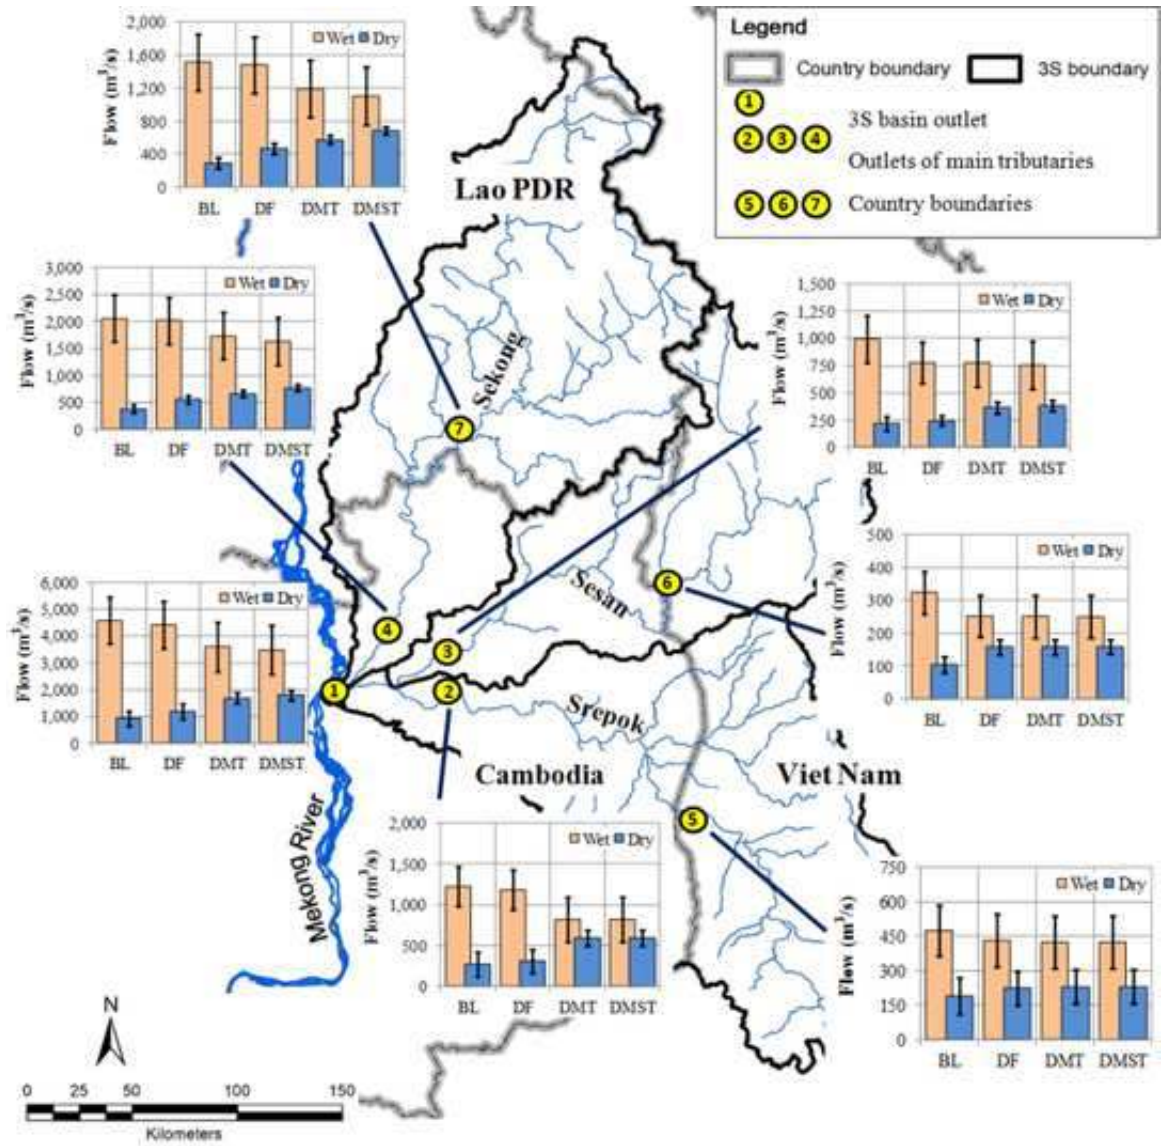 2,000
1,600
1,200
800
400
0
Flow (m³/s)
Wet Dry
BL DF DMT DMST
Legend
Country boundary 3S boundary
1
3S basin outlet
2 3 4
Outlets of main tributaries
5 6 7 Country boundaries
Lao PDR
3,000
2,500
2,000
1,500
1,000
500
0
Flow (m³/s)
Wet Dry
BL DF DMT DMST
1,500
1,250
1,000
750
500
250
0
Flow (m³/s)
Wet Dry
BL DF DMT DMST
Sekong
7
500
400
300
200
100
0
Flow (m³/s)
Wet Dry
BL DF DMT DMST
6
Sesan
6,000
5,000
4,000
3,000
2,000
1,000
0
Flow (m³/s)
Wet Dry
BL DF DMT DMST
4
3
1
2
Srepok
Cambodia
Viet Nam
5
Mekong River
2,000
1,500
1,000
500
0
Flow (m³/s)
Wet Dry
BL DF DMT DMST
750
600
450
300
150
0
Flow (m³/s)
Wet Dry
BL DF DMT DMST
N
0 25 50 100 150
Kilometers